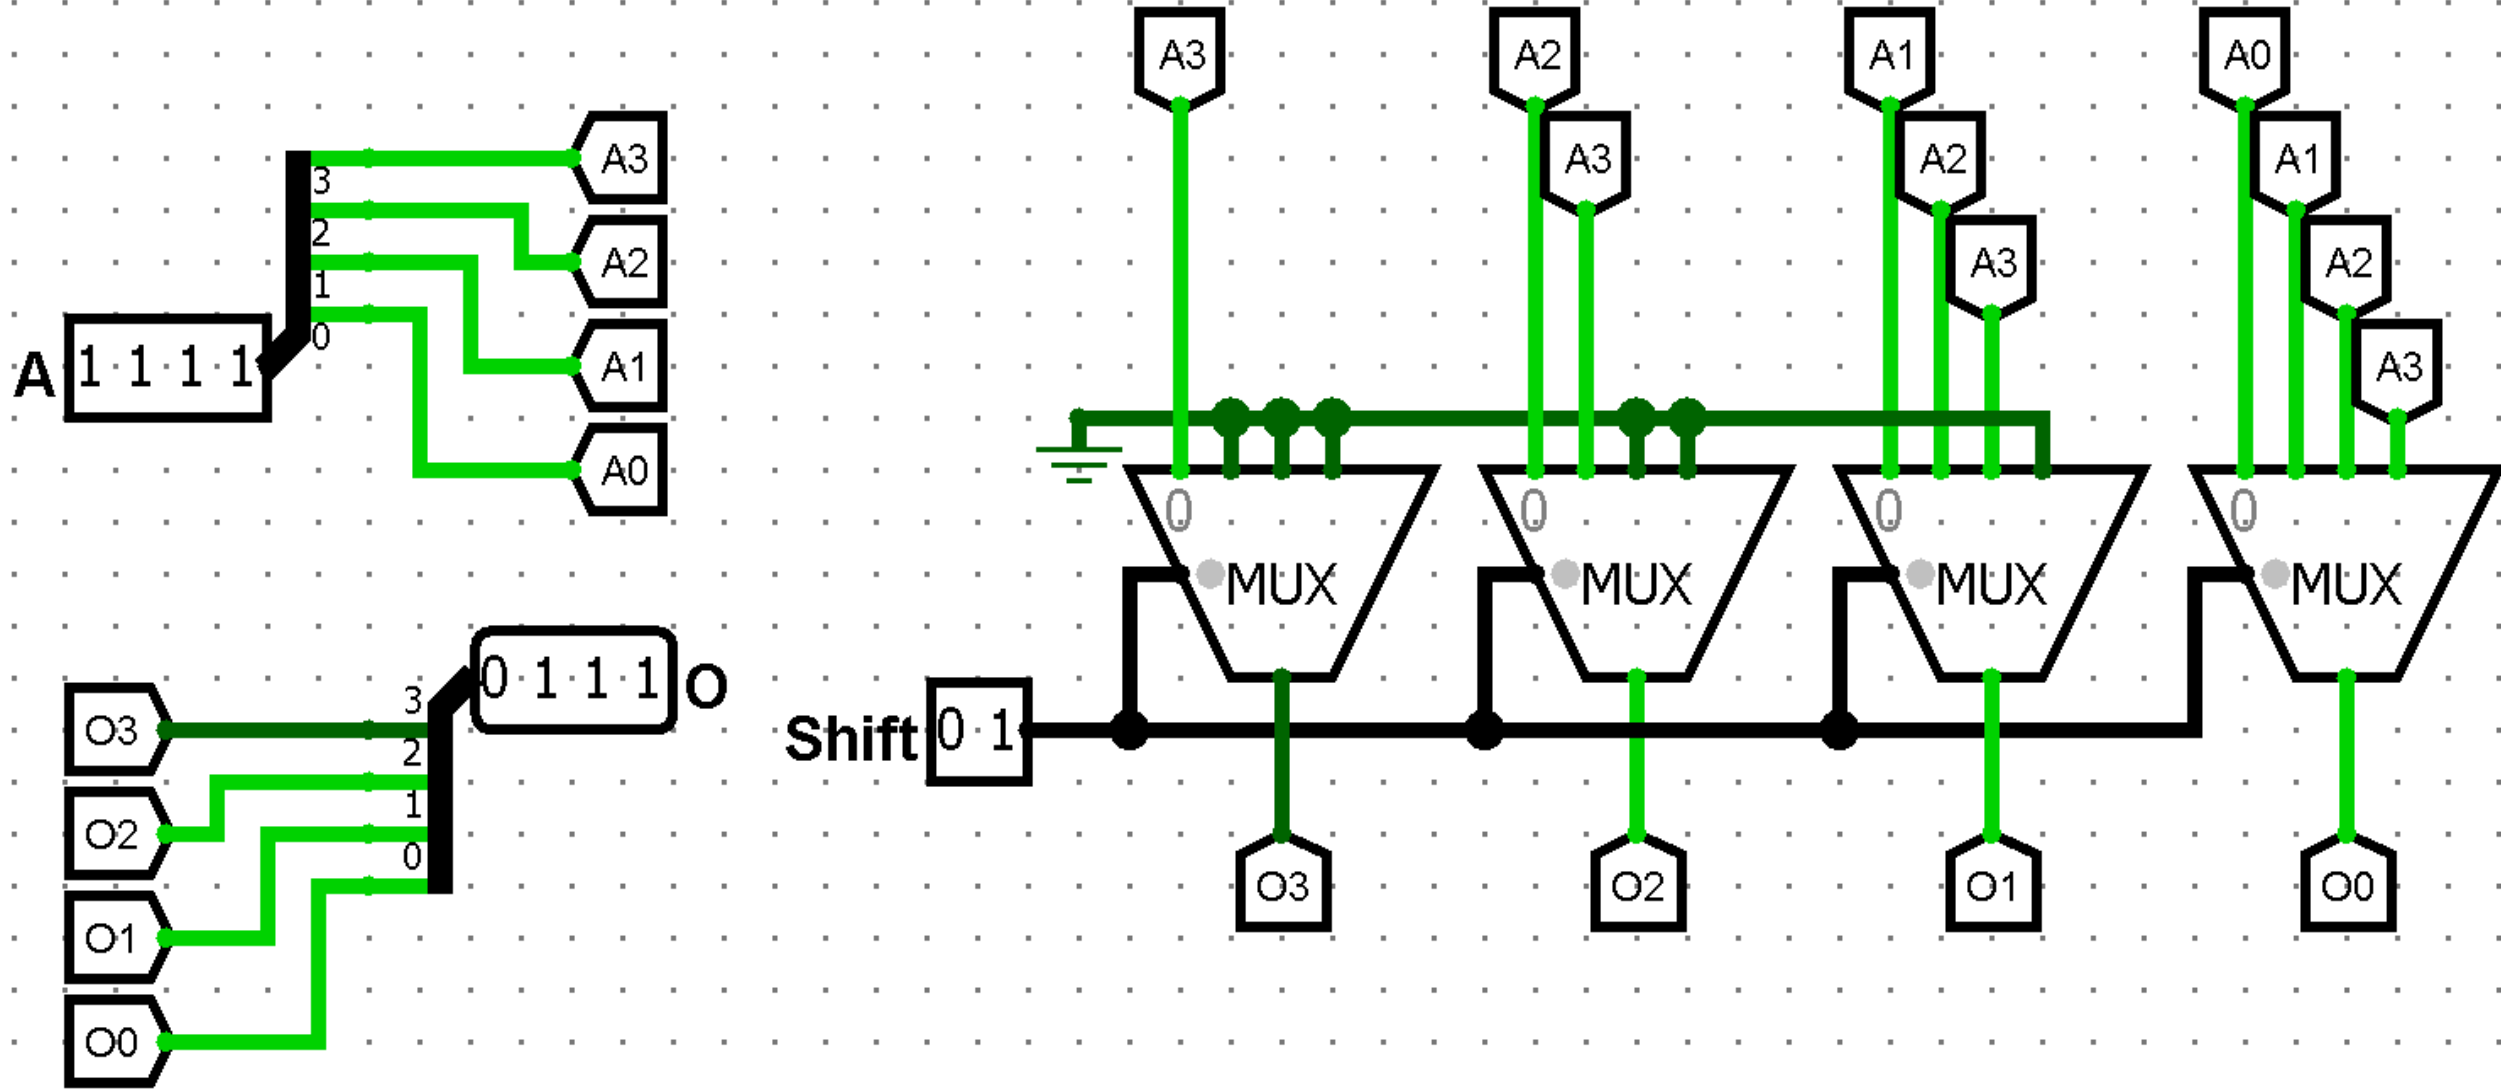 A3 A2 A1 A0
A3 A2 A1
A3 A2
A3
3 A3
2 A2
1 A1
0 A0
A 1 1 1 1
0 0 0 0
MUX MUX MUX MUX
0 1 1 1 O
Shift 0 1
3 O3
2 O2
1 O1
0 O0
O3 O2 O1 O0